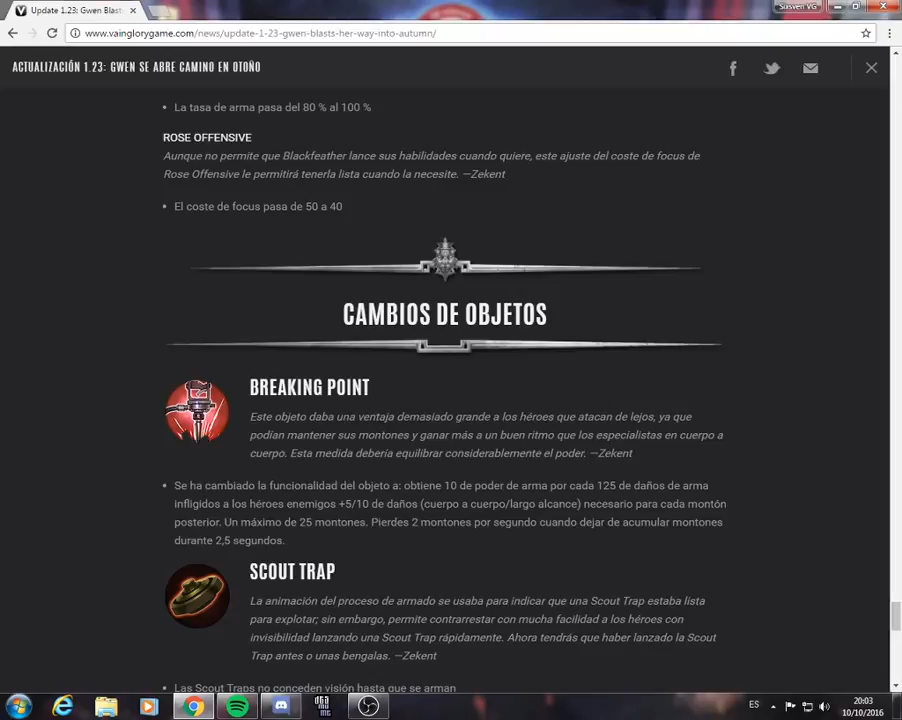 Update 1.23: Gwen Blast
Susven VG
www.vainglorygame.com/news/update-1-23-gwen-blasts-her-way-into-autumn/
ACTUALIZACIÓN 1.23: GWEN SE ABRE CAMINO EN OTOÑO
• La tasa de arma pasa del 80 % al 100 %
ROSE OFFENSIVE
Aunque no permite que Blackfeather lance sus habilidades cuando quiere, este ajuste del coste de focus de
Rose Offensive le permitirá tenerla lista cuando la necesite. —Zekent
• El coste de focus pasa de 50 a 40
CAMBIOS DE OBJETOS
BREAKING POINT
Este objeto daba una ventaja demasiado grande a los héroes que atacan de lejos, ya que
podían mantener sus montones y ganar más a un buen ritmo que los especialistas en cuerpo a
cuerpo. Esta medida debería equilibrar considerablemente el poder. —Zekent
• Se ha cambiado la funcionalidad del objeto a: obtiene 10 de poder de arma por cada 125 de daños de arma
infligidos a los héroes enemigos +5/10 de daños (cuerpo a cuerpo/largo alcance) necesario para cada montón
posterior. Un máximo de 25 montones. Pierdes 2 montones por segundo cuando dejar de acumular montones
durante 2,5 segundos.
SCOUT TRAP
La animación del proceso de armado se usaba para indicar que una Scout Trap estaba lista
para explotar; sin embargo, permite contrarrestar con mucha facilidad a los héroes con
invisibilidad lanzando una Scout Trap rápidamente. Ahora tendrás que haber lanzado la Scout
Trap antes o unas bengalas. —Zekent
• Las Scout Traps no conceden visión hasta que se arman
ES
20:03
10/10/2016